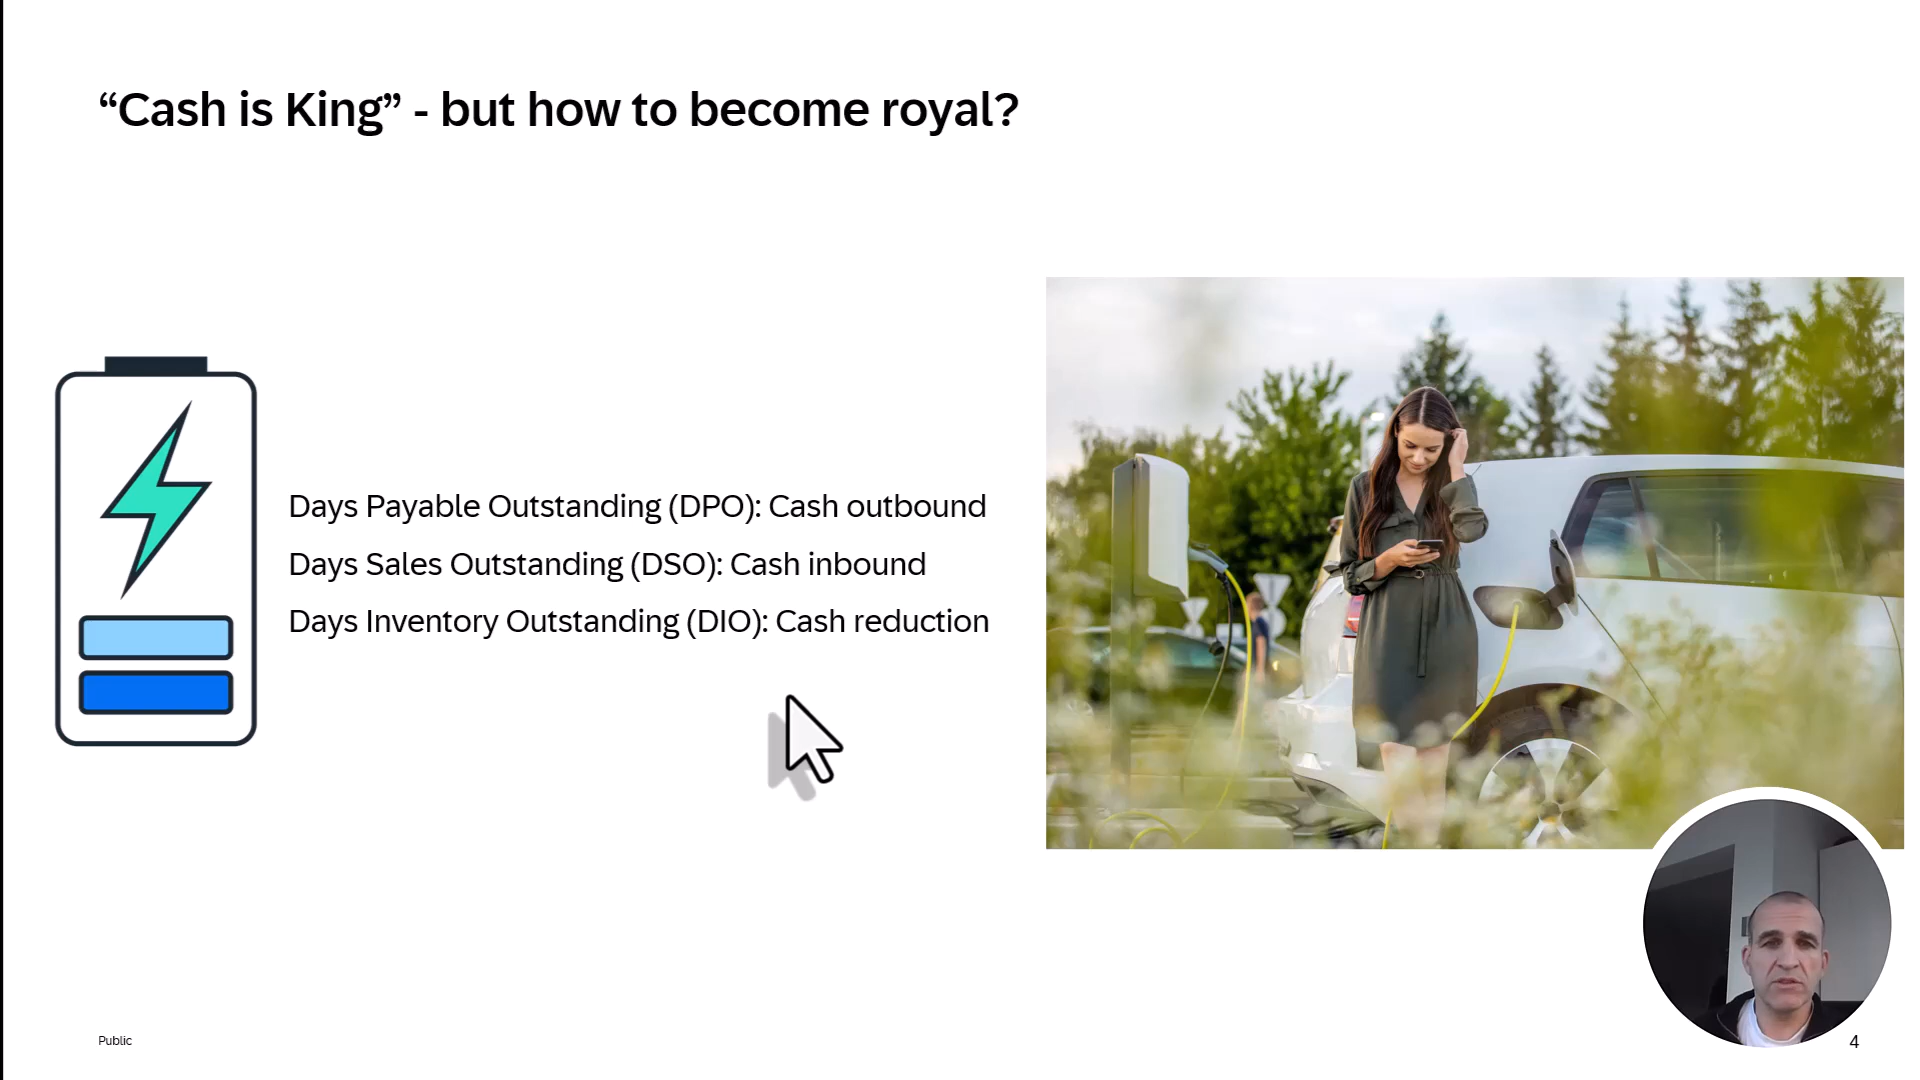 “Cash is King” - but how to become royal?
Days Payable Outstanding (DPO): Cash outbound
Days Sales Outstanding (DSO): Cash inbound
Days Inventory Outstanding (DIO): Cash reduction
Public
4